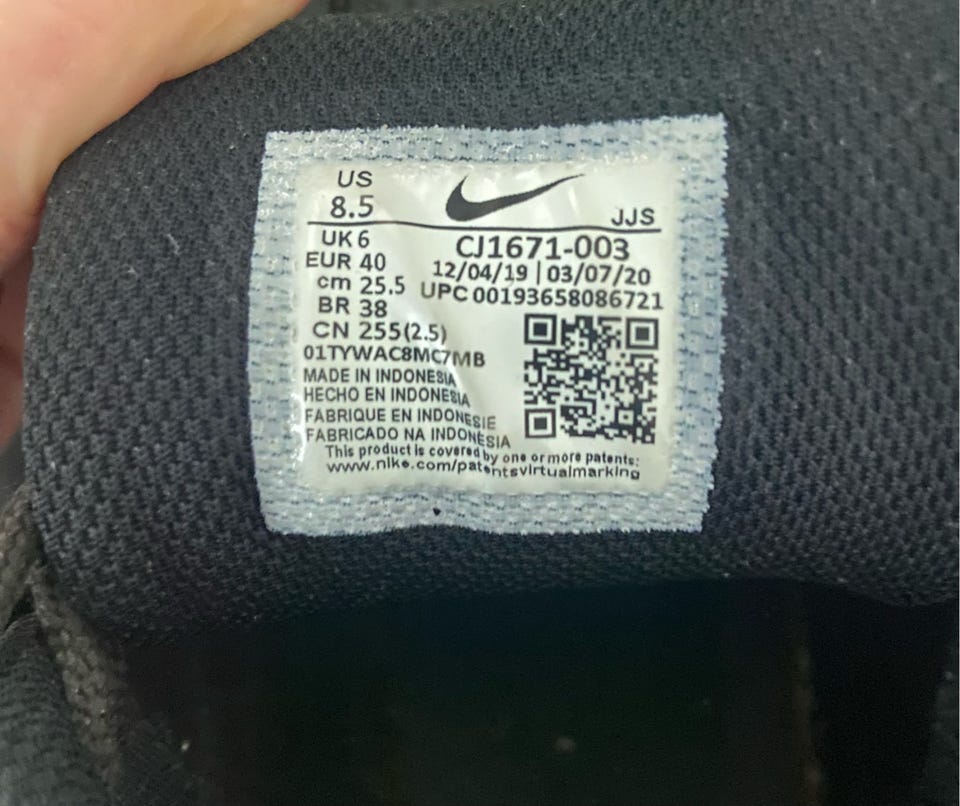 US
8.5
JJS
UK 6
EUR 40
cm 25.5
BR 38
CN 255(2.5)
CJ1671-003
12/04/19 | 03/07/20
UPC 00193658086721
01TYWAC8MC7MB
MADE IN INDONESIA
HECHO EN INDONESIA
FABRIQUE EN INDONESIE
FABRICADO NA INDONÉSIA
This product is covered by one or more patents:
www.nike.com/patentsvirtualmarking